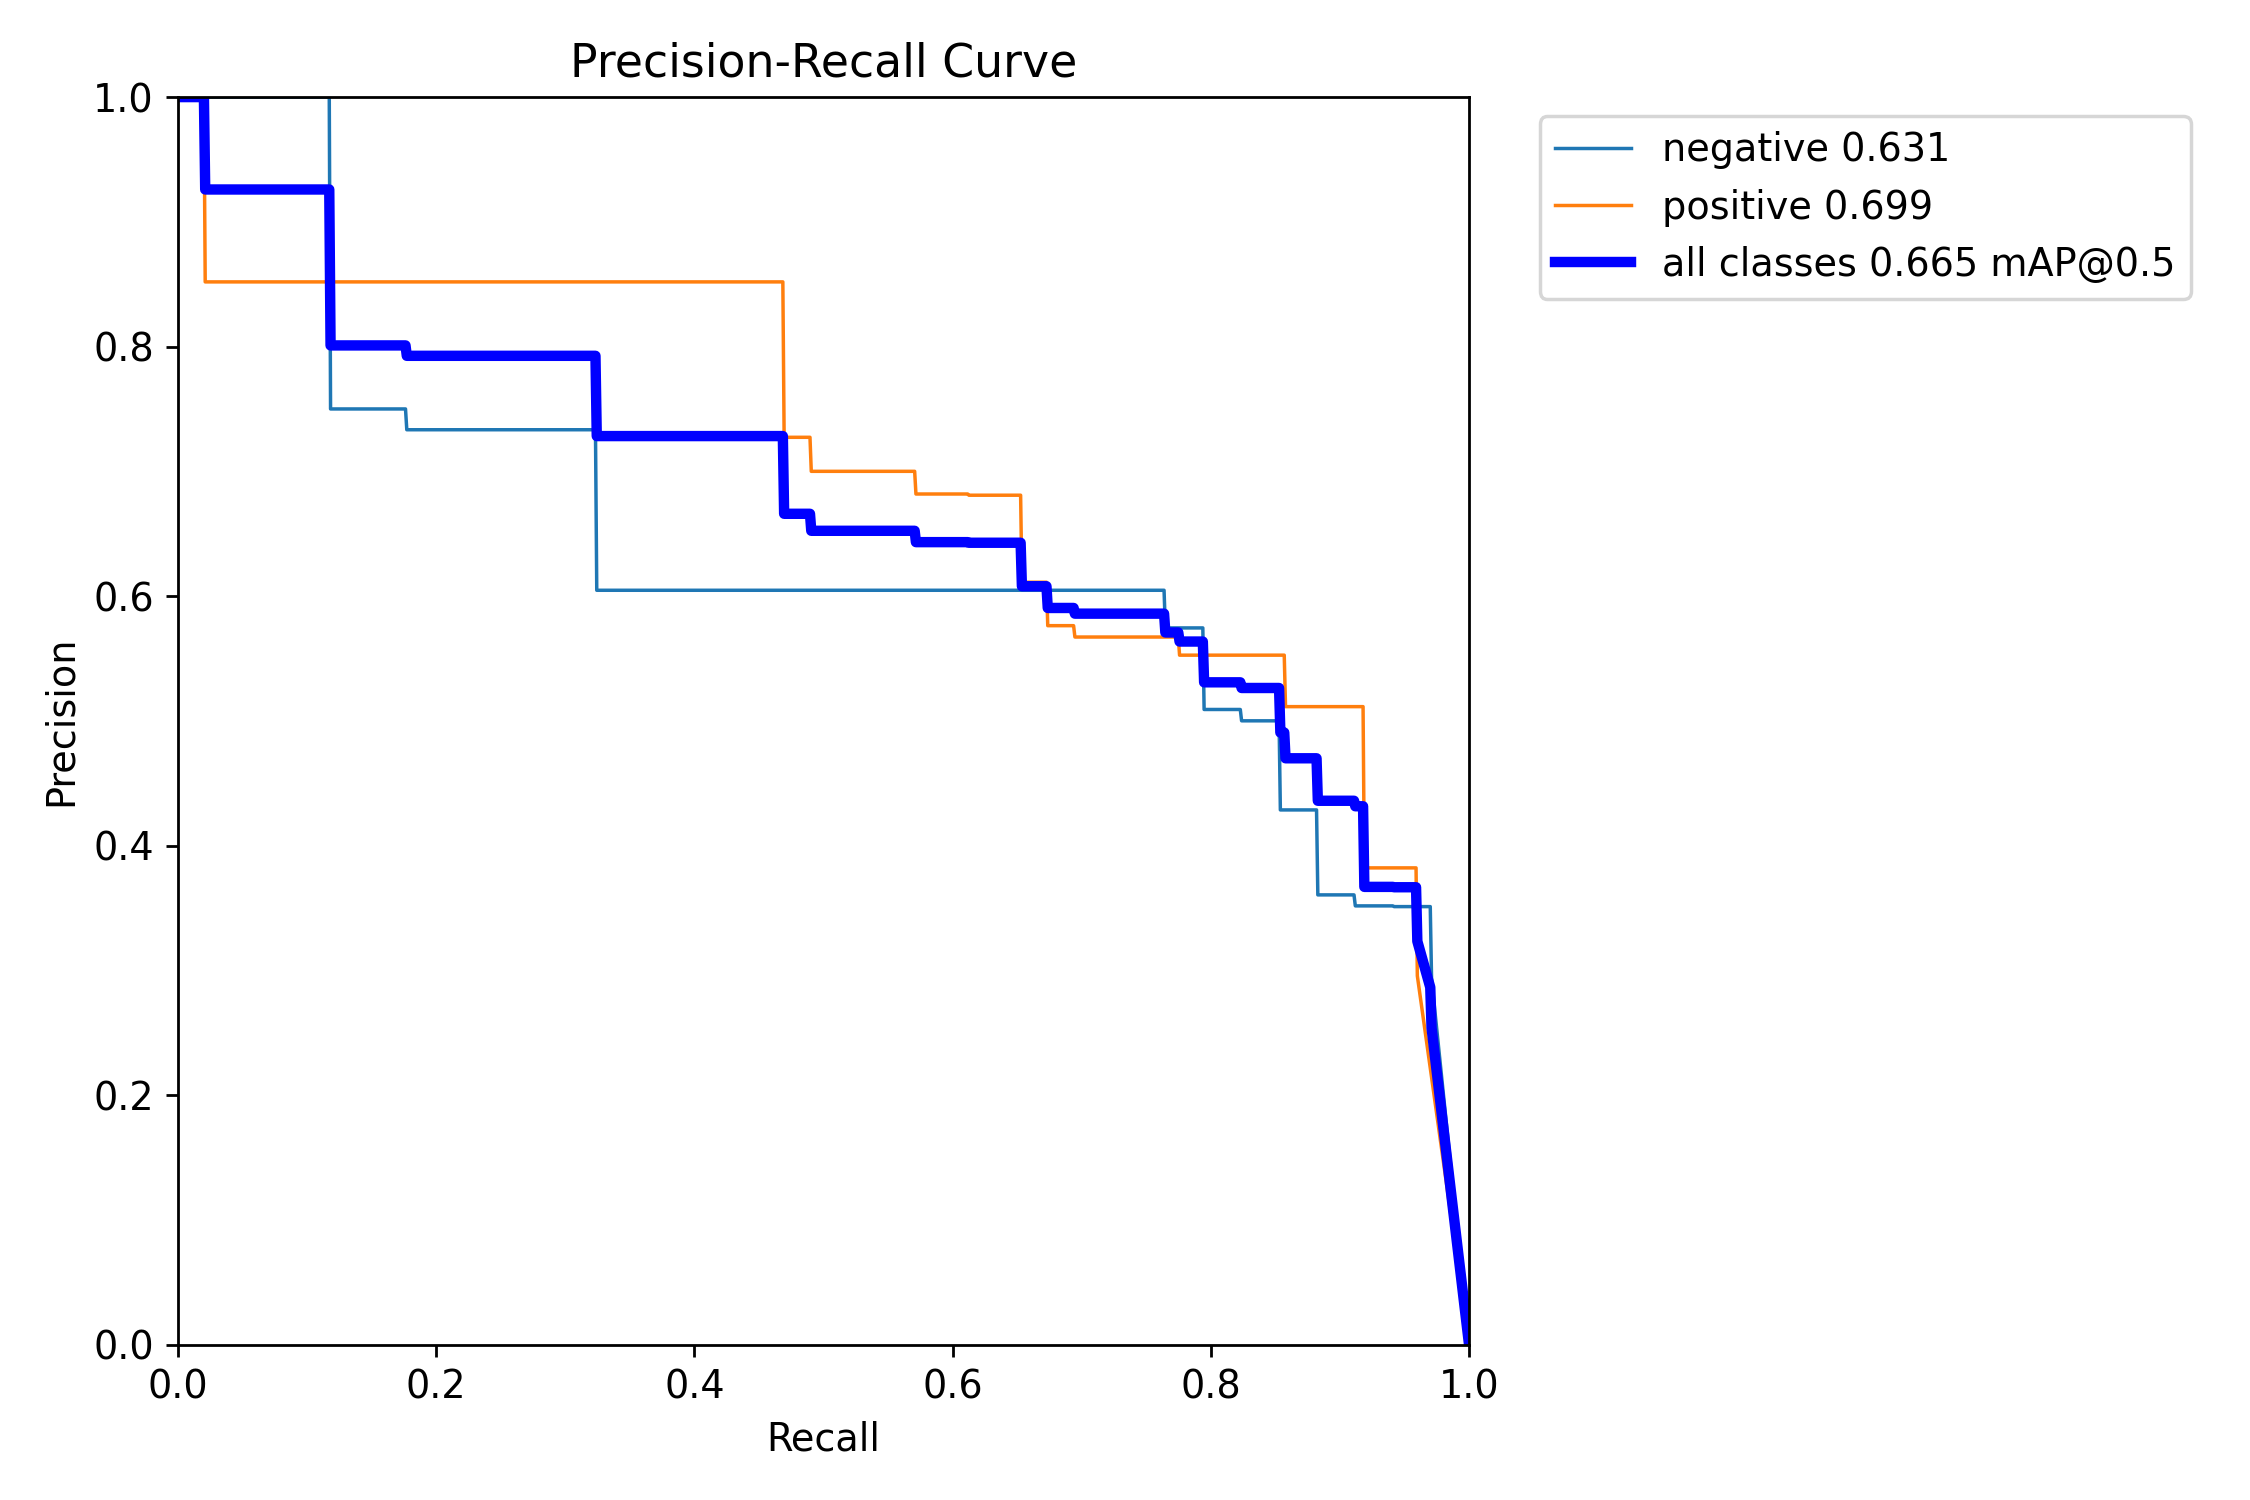 Precision-Recall Curve
1.0
0.8
0.6
0.4
0.2
0.0
Precision
0.0 0.2 0.4 0.6 0.8 1.0
Recall
negative 0.631
positive 0.699
all classes 0.665 mAP@0.5